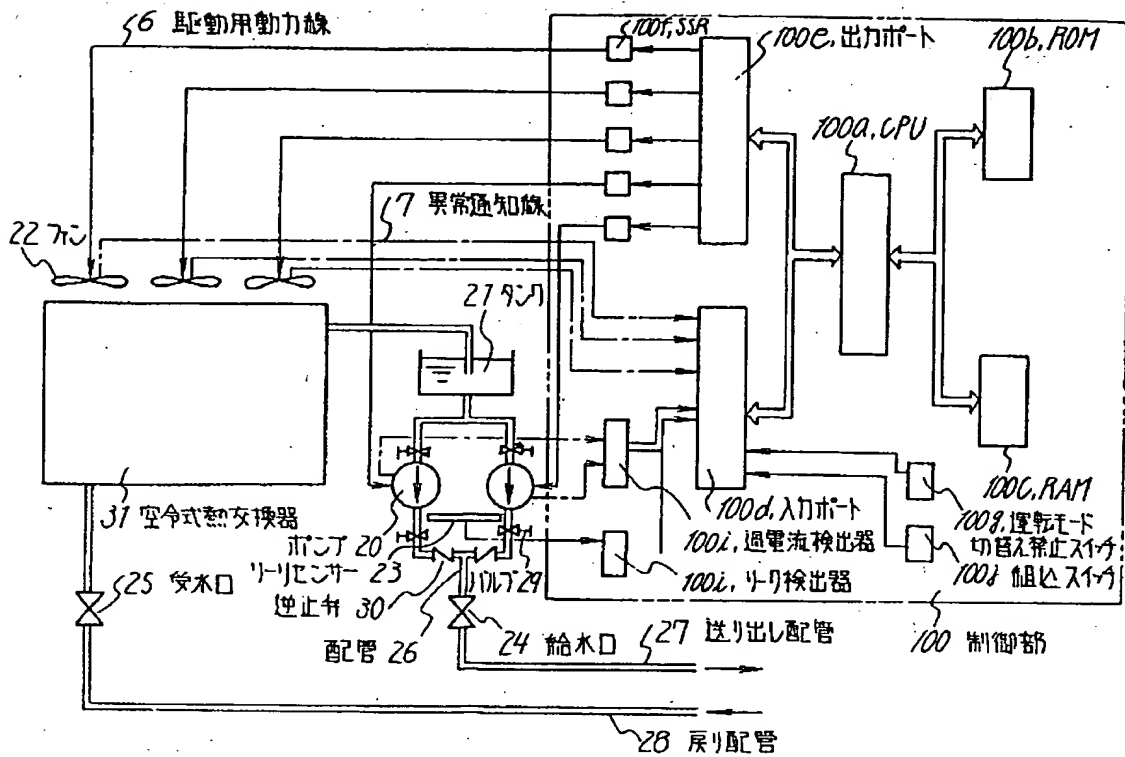 6 駆動用動力線
100f, SSR
100e, 出力ポート
100b, ROM
100a, CPU
7 異常通知線
22 ファン
21 タンク
31 空令式熱交換器
100d, 入力ポート
100c, RAM
100g, 運転モード
切替え禁止スイッチ
100j 組込スイッチ
100i, 過電流検出器
100i, リーク検出器
ポンプ 20
リーリセンサー 23
バルブ 29
逆止弁 30
25 受水口
配管 26
24 給水口
27 送り出し配管
100 制御部
28 戻り配管